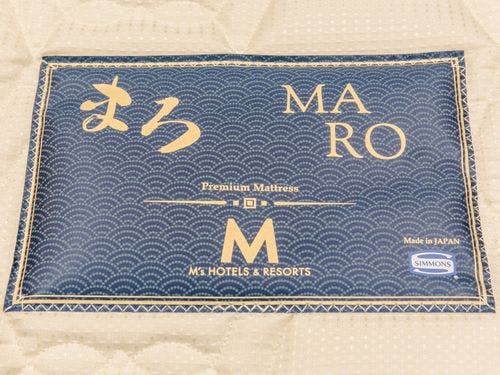 まろ
MA
RO
Premium Mattress
M
M's HOTELS & RESORTS
Made in JAPAN
SIMMONS